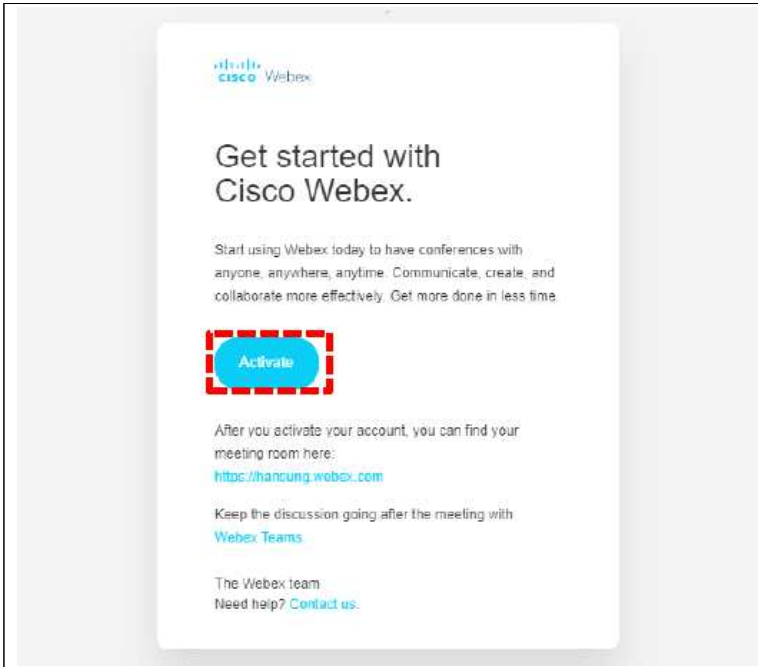 CISCO Webex
Get started with
Cisco Webex.
Start using Webex today to have conferences with
anyone, anywhere, anytime. Communicate, create, and
collaborate more effectively. Get more done in less time.
Activate
After you activate your account, you can find your
meeting room here:
https://hansung.webex.com
Keep the discussion going after the meeting with
Webex Teams.
The Webex team
Need help? Contact us.